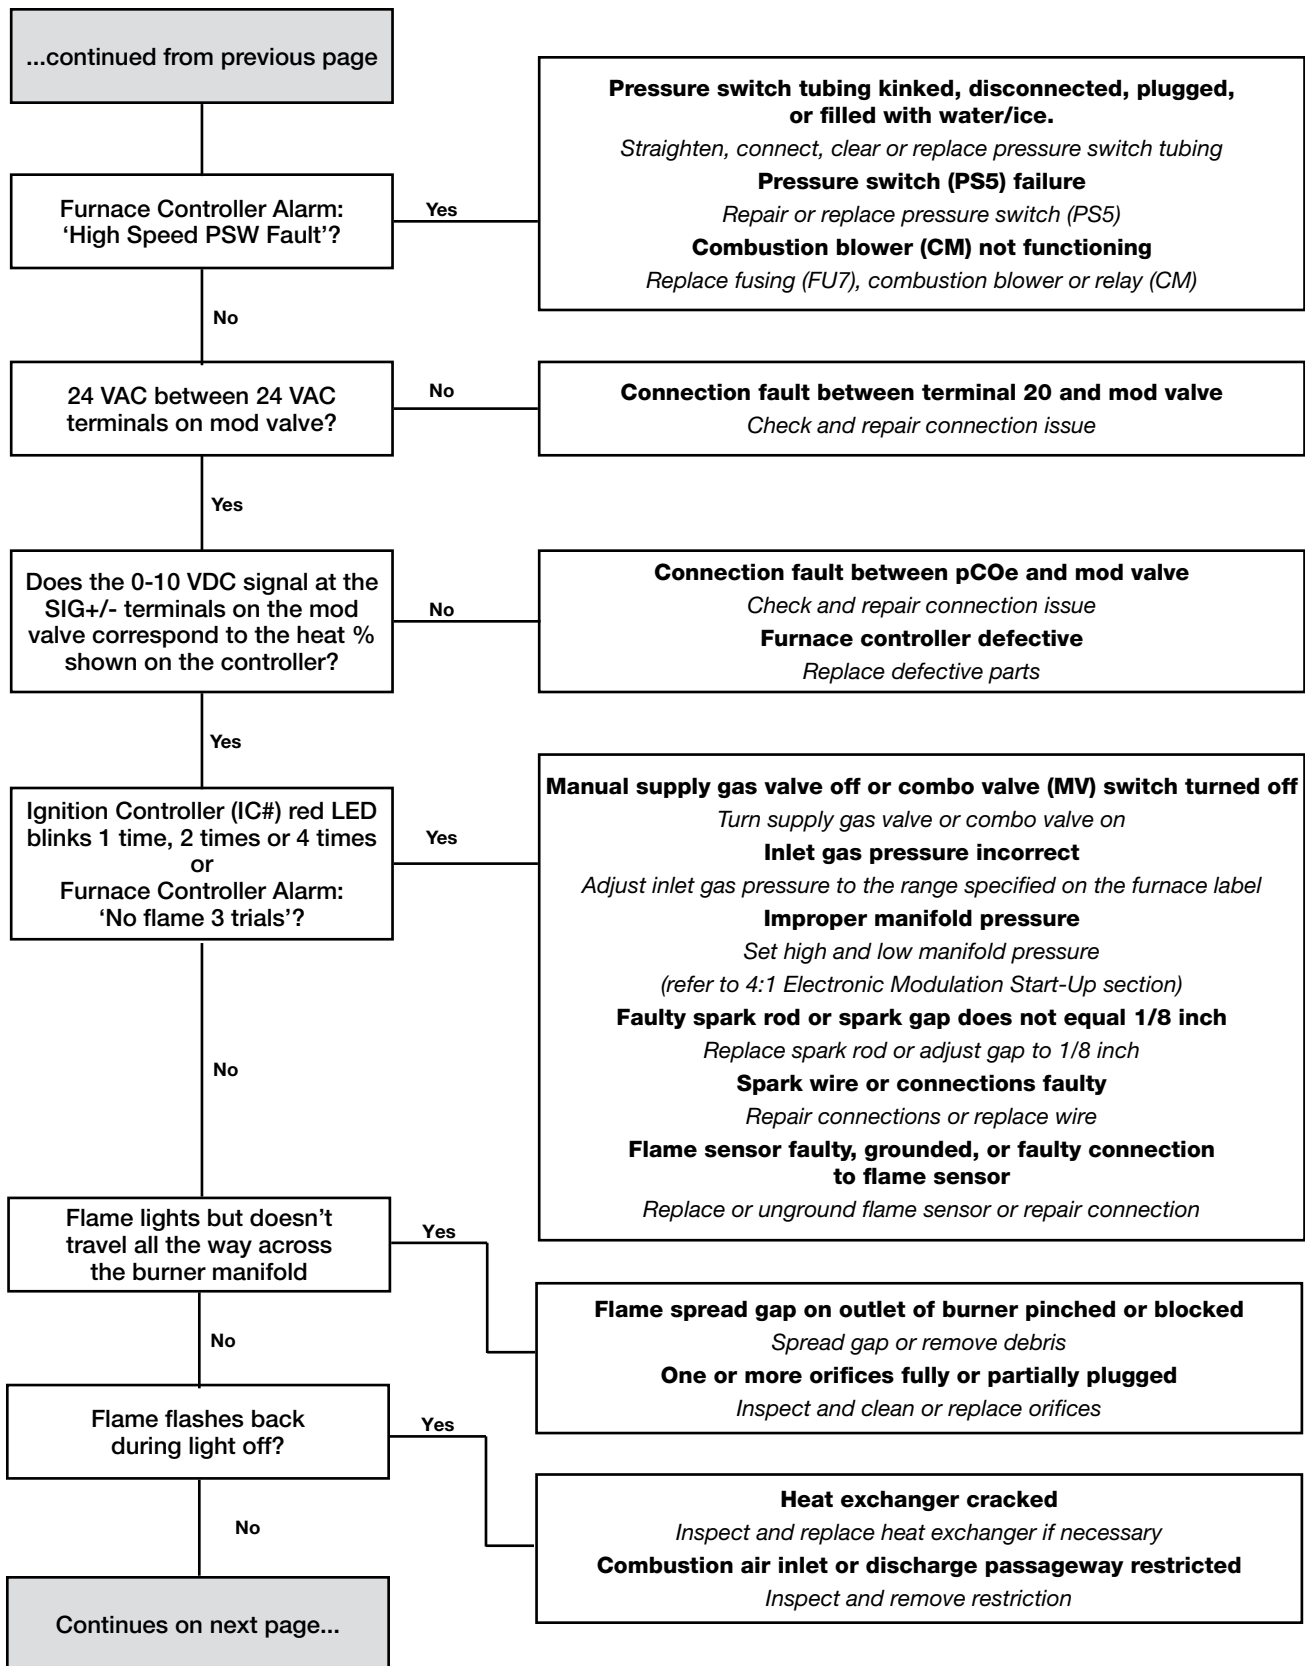 ...continued from previous page
Furnace Controller Alarm:
‘High Speed PSW Fault’?
Yes
Pressure switch tubing kinked, disconnected, plugged,
or filled with water/ice.
Straighten, connect, clear or replace pressure switch tubing
Pressure switch (PS5) failure
Repair or replace pressure switch (PS5)
Combustion blower (CM) not functioning
Replace fusing (FU7), combustion blower or relay (CM)
No
24 VAC between 24 VAC
terminals on mod valve?
No
Connection fault between terminal 20 and mod valve
Check and repair connection issue
Yes
Does the 0-10 VDC signal at the
SIG+/- terminals on the mod
valve correspond to the heat %
shown on the controller?
No
Connection fault between pCOe and mod valve
Check and repair connection issue
Furnace controller defective
Replace defective parts
Yes
Ignition Controller (IC#) red LED
blinks 1 time, 2 times or 4 times
or
Furnace Controller Alarm:
‘No flame 3 trials’?
Yes
Manual supply gas valve off or combo valve (MV) switch turned off
Turn supply gas valve or combo valve on
Inlet gas pressure incorrect
Adjust inlet gas pressure to the range specified on the furnace label
Improper manifold pressure
Set high and low manifold pressure
(refer to 4:1 Electronic Modulation Start-Up section)
Faulty spark rod or spark gap does not equal 1/8 inch
Replace spark rod or adjust gap to 1/8 inch
Spark wire or connections faulty
Repair connections or replace wire
Flame sensor faulty, grounded, or faulty connection
to flame sensor
Replace or unground flame sensor or repair connection
No
Flame lights but doesn’t
travel all the way across
the burner manifold
Yes
Flame spread gap on outlet of burner pinched or blocked
Spread gap or remove debris
One or more orifices fully or partially plugged
Inspect and clean or replace orifices
No
Flame flashes back
during light off?
Yes
Heat exchanger cracked
Inspect and replace heat exchanger if necessary
Combustion air inlet or discharge passageway restricted
Inspect and remove restriction
No
Continues on next page...